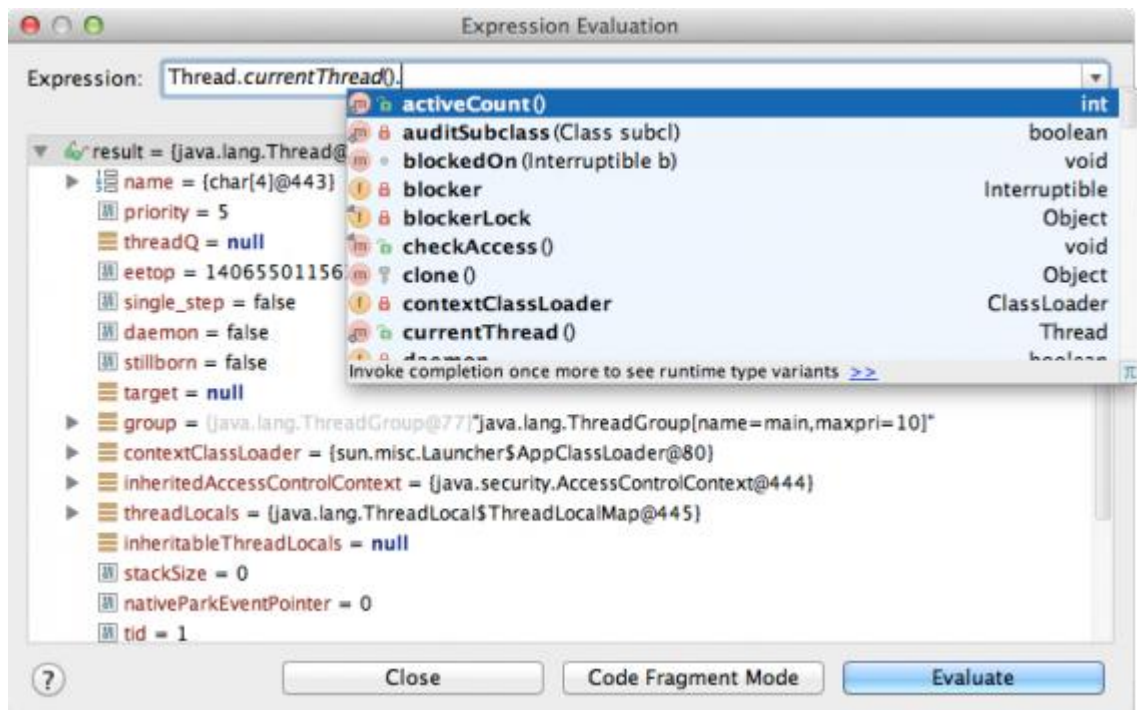 Expression Evaluation
Expression: Thread.currentThread().
activeCount() int
auditSubclass(Class subcl) boolean
blockedOn(Interruptible b) void
blocker Interruptible
blockerLock Object
checkAccess() void
clone() Object
contextClassLoader ClassLoader
currentThread() Thread
daemon boolean
Invoke completion once more to see runtime type variants >>
π
result = {java.lang.Thread@
name = {char[4]@443}
priority = 5
threadQ = null
eetop = 14065501156
single_step = false
daemon = false
stillborn = false
target = null
group = {java.lang.ThreadGroup@77}"java.lang.ThreadGroup[name=main,maxpri=10]"
contextClassLoader = {sun.misc.Launcher$AppClassLoader@80}
inheritedAccessControlContext = {java.security.AccessControlContext@444}
threadLocals = {java.lang.ThreadLocal$ThreadLocalMap@445}
inheritableThreadLocals = null
stackSize = 0
nativeParkEventPointer = 0
tid = 1
? Close Code Fragment Mode Evaluate